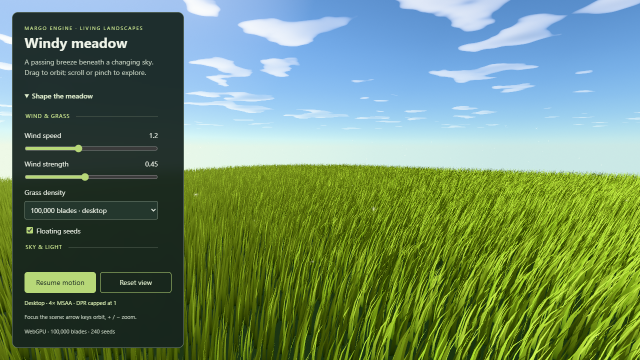 MARGO ENGINE · LIVING LANDSCAPES
Windy meadow
A passing breeze beneath a changing sky.
Drag to orbit; scroll or pinch to explore.
▼ Shape the meadow
WIND & GRASS
Wind speed 1.2
Wind strength 0.45
Grass density
100,000 blades · desktop
Floating seeds
SKY & LIGHT
Resume motion Reset view
Desktop · 4× MSAA · DPR capped at 1
Focus the scene: arrow keys orbit, + / − zoom.
WebGPU · 100,000 blades · 240 seeds